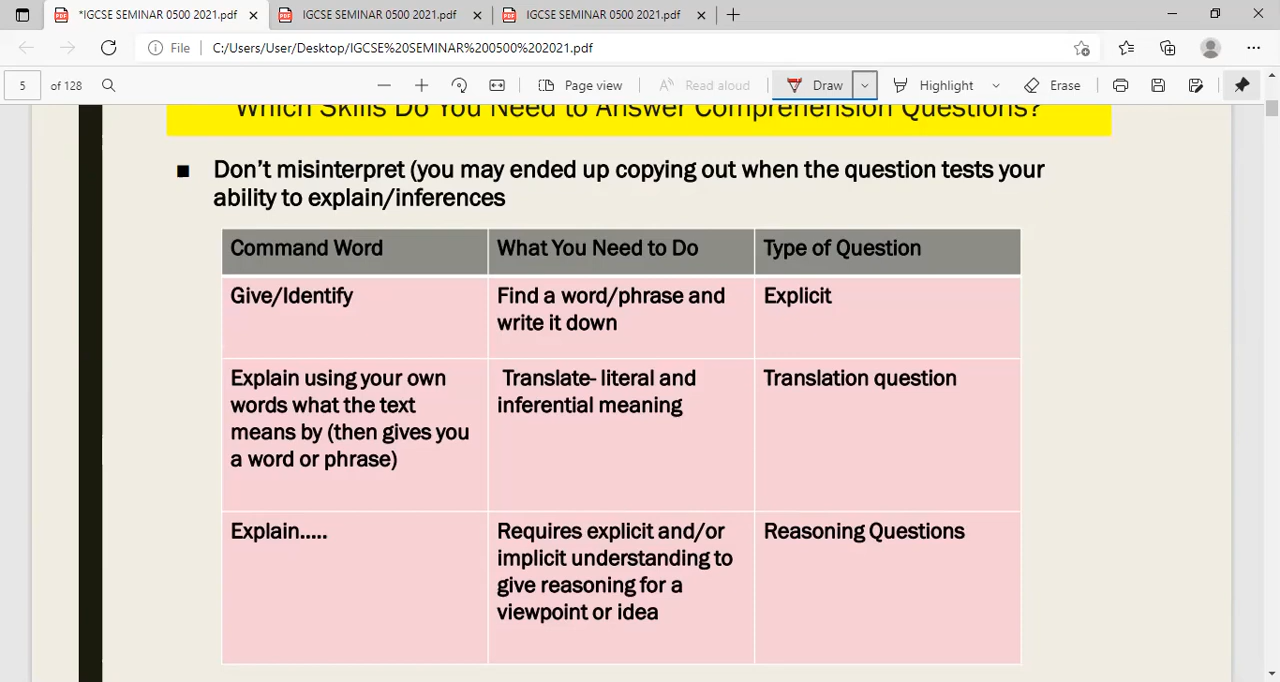 *IGCSE SEMINAR 0500 2021.pdf
IGCSE SEMINAR 0500 2021.pdf
IGCSE SEMINAR 0500 2021.pdf
File
C:/Users/User/Desktop/IGCSE%20SEMINAR%200500%202021.pdf
5
of 128
Page view
Read aloud
Draw
Highlight
Erase
Which Skills Do You Need to Answer Comprehension Questions?
Don't misinterpret (you may ended up copying out when the question tests your
ability to explain/inferences
Command Word
What You Need to Do
Type of Question
Give/Identify
Find a word/phrase and
write it down
Explicit
Explain using your own
words what the text
means by (then gives you
a word or phrase)
Translate- literal and
inferential meaning
Translation question
Explain.....
Requires explicit and/or
implicit understanding to
give reasoning for a
viewpoint or idea
Reasoning Questions